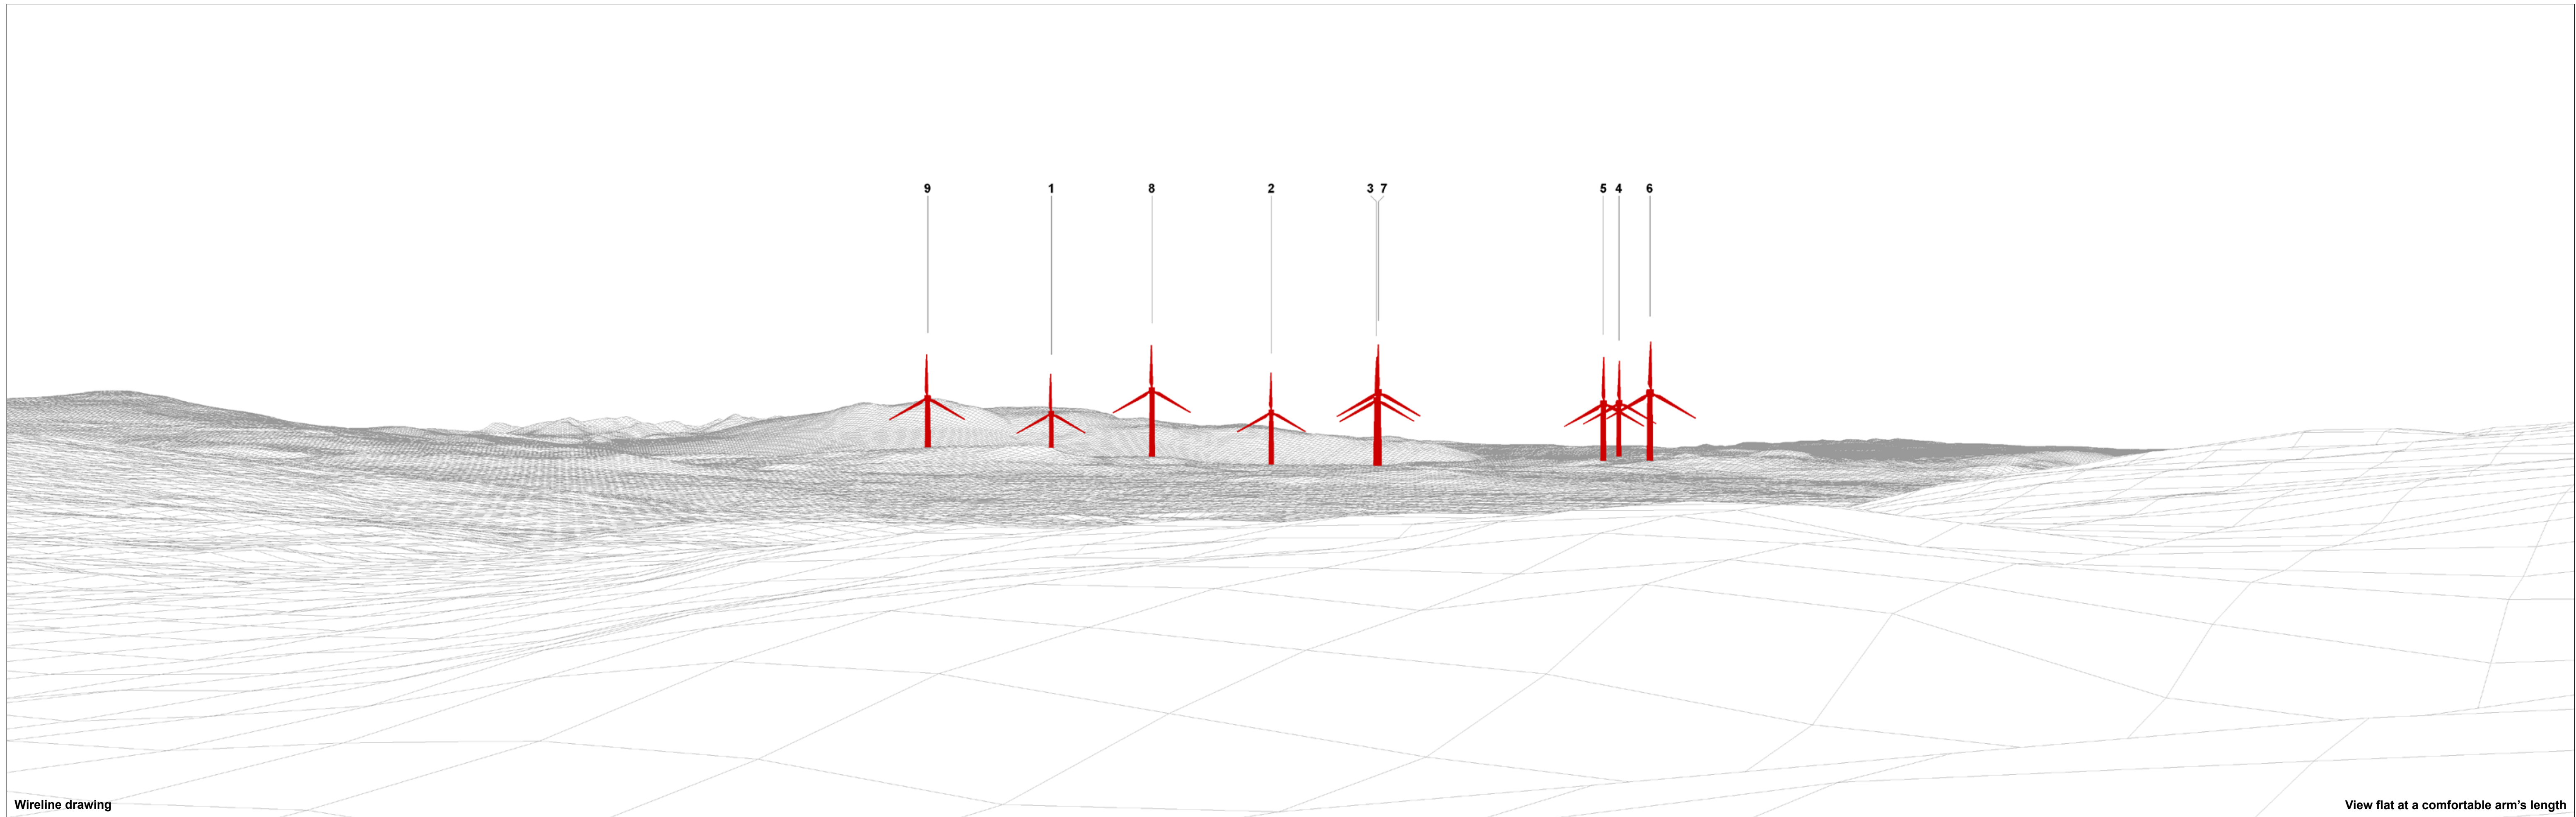 9 1 8 2 3 7 5 4 6
Wireline drawing
View flat at a comfortable arm's length